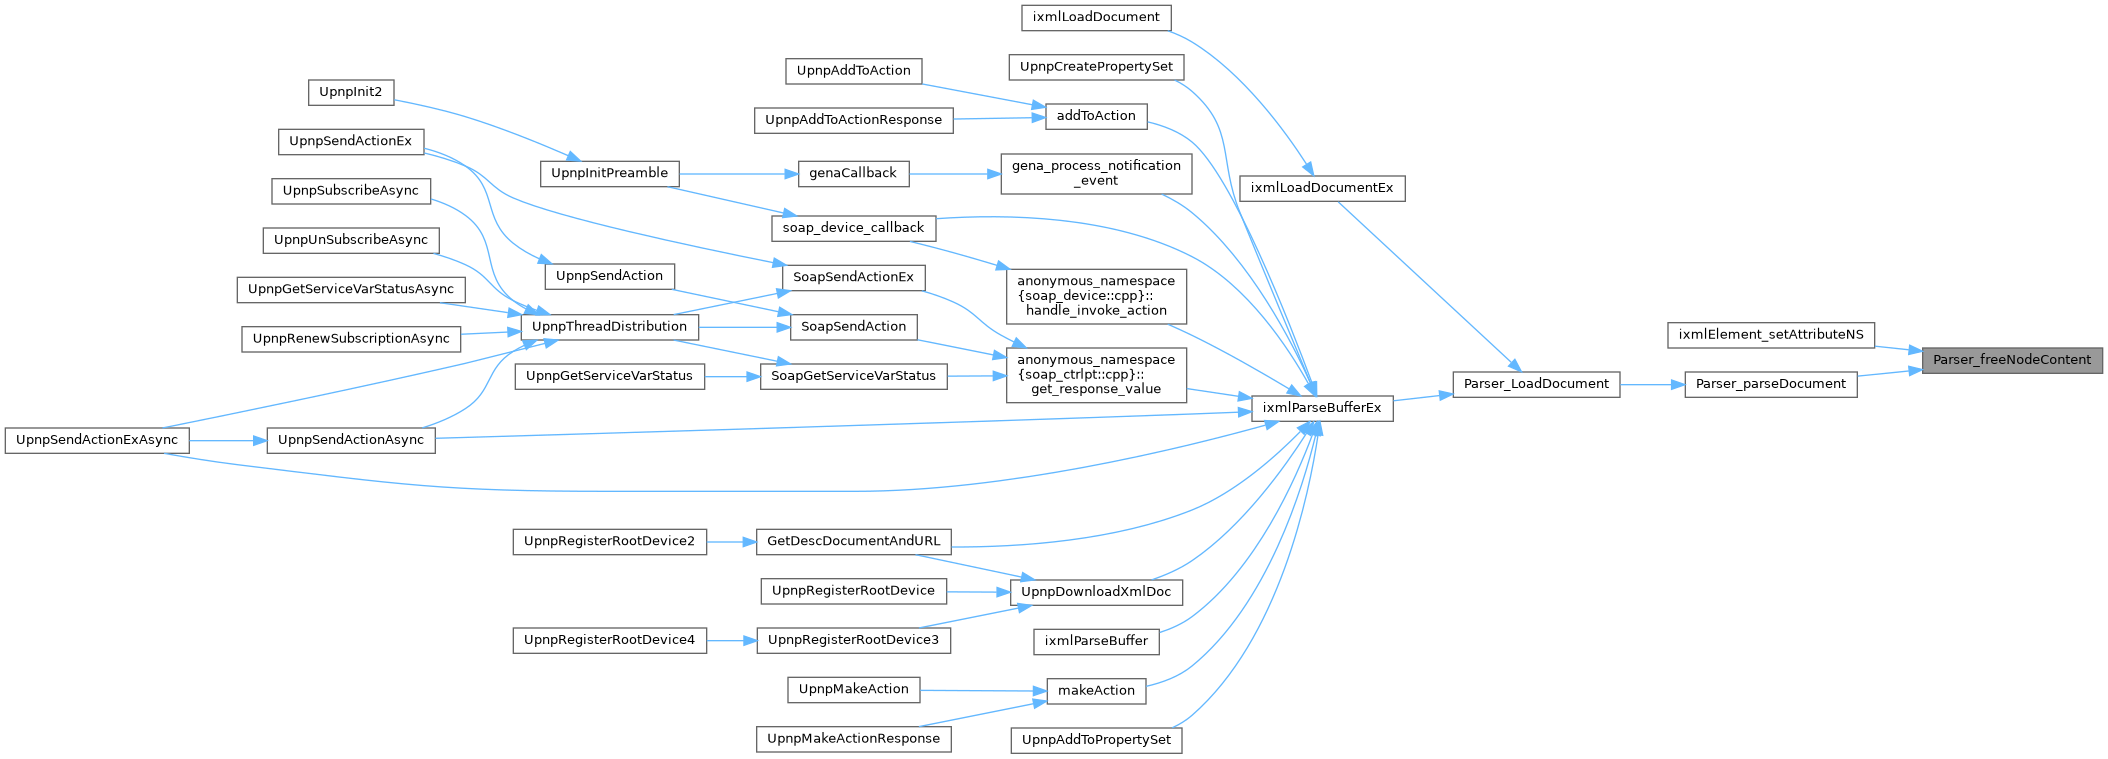 ixmlLoadDocument
UpnpCreatePropertySet
UpnpAddToAction
UpnpInit2
addToAction
UpnpAddToActionResponse
UpnpSendActionEx
gena_process_notification
_event
UpnpInitPreamble
genaCallback
ixmlLoadDocumentEx
UpnpSubscribeAsync
soap_device_callback
UpnpUnSubscribeAsync
UpnpSendAction
SoapSendActionEx
anonymous_namespace
{soap_device::cpp}::
handle_invoke_action
UpnpGetServiceVarStatusAsync
UpnpThreadDistribution
SoapSendAction
UpnpRenewSubscriptionAsync
ixmlElement_setAttributeNS
Parser_freeNodeContent
anonymous_namespace
{soap_ctrlpt::cpp}::
get_response_value
UpnpGetServiceVarStatus
SoapGetServiceVarStatus
Parser_LoadDocument
Parser_parseDocument
ixmlParseBufferEx
UpnpSendActionExAsync
UpnpSendActionAsync
UpnpRegisterRootDevice2
GetDescDocumentAndURL
UpnpRegisterRootDevice
UpnpDownloadXmlDoc
UpnpRegisterRootDevice4
UpnpRegisterRootDevice3
ixmlParseBuffer
UpnpMakeAction
makeAction
UpnpMakeActionResponse
UpnpAddToPropertySet